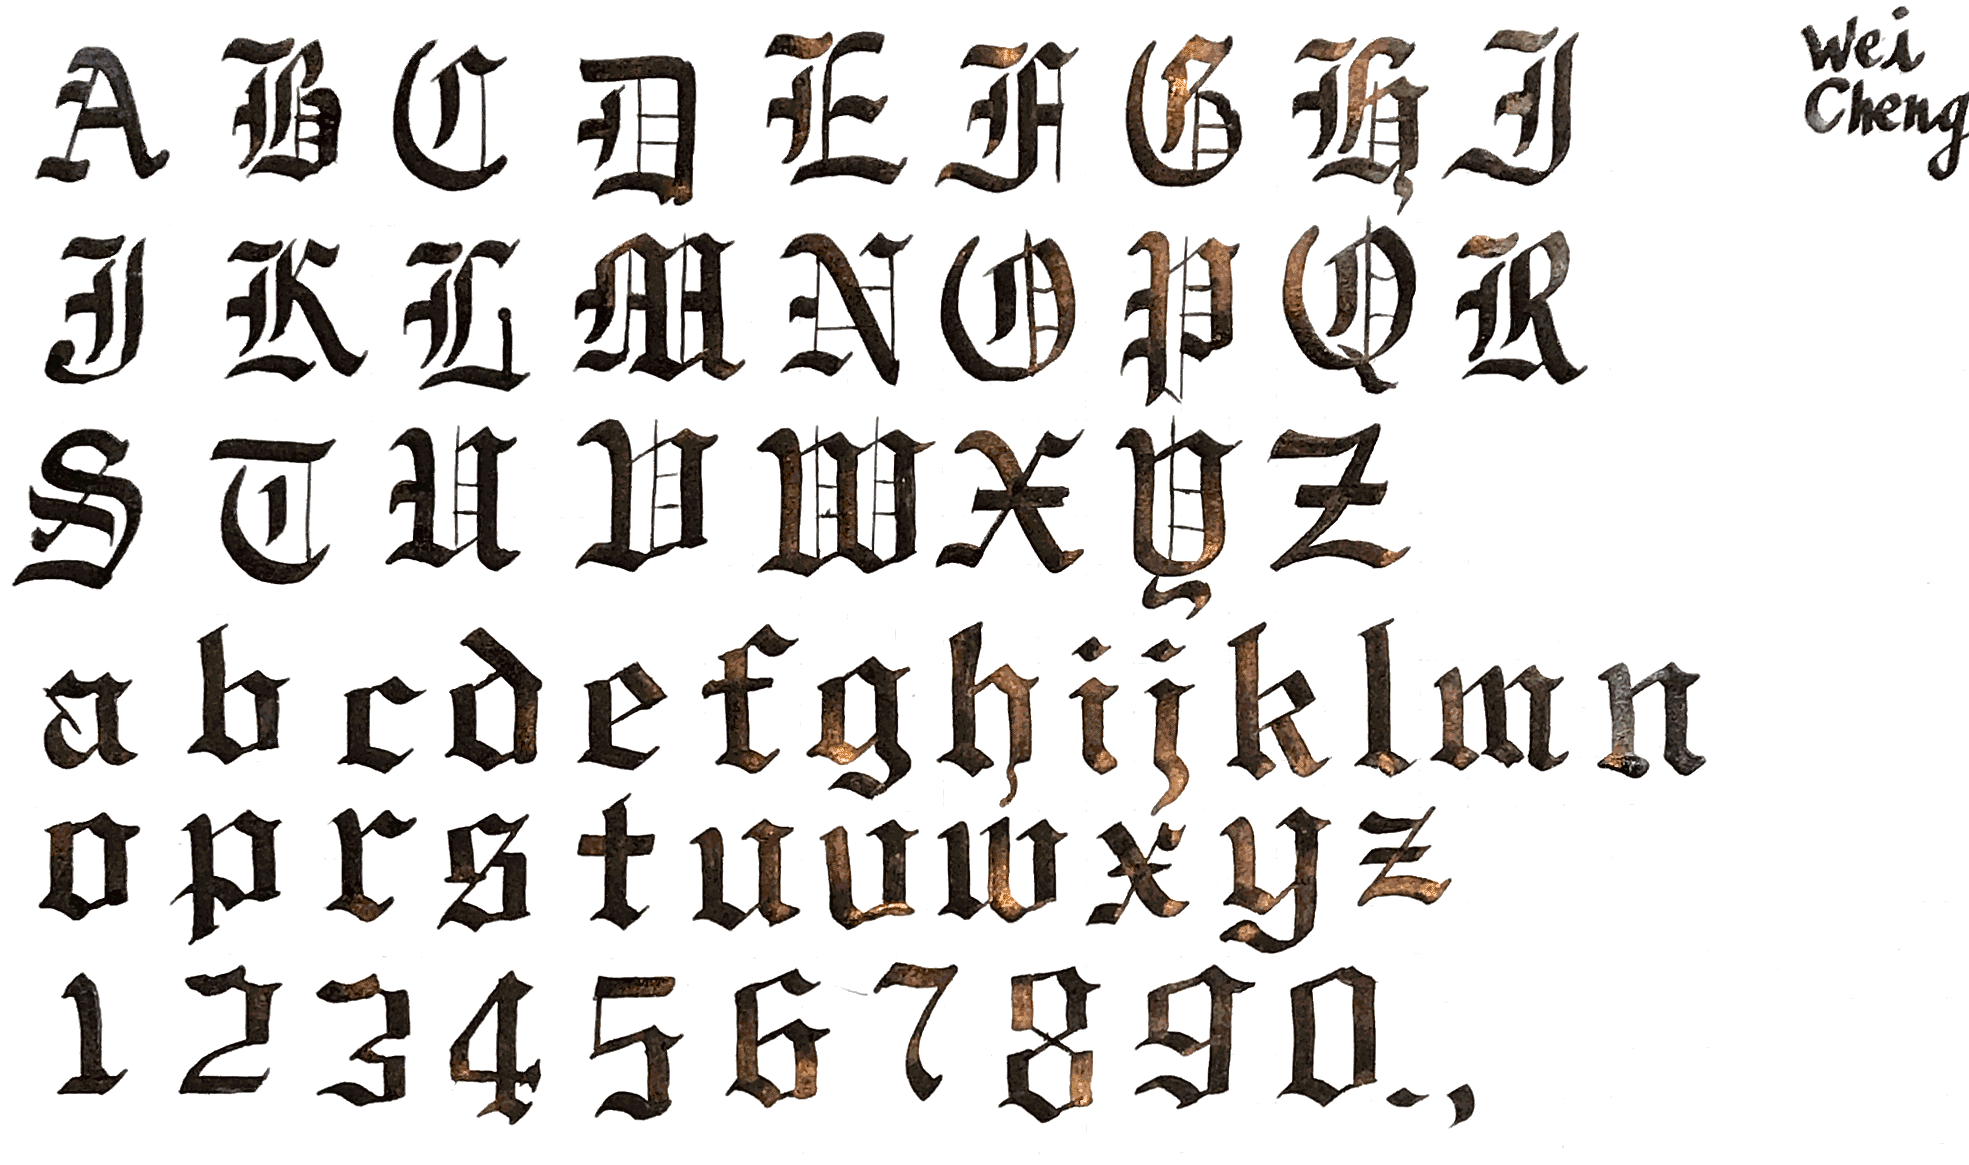 A B C D E F G H I
Wei
Cheng
J K L M N O P Q R
S T U V W X Y Z
a b c d e f g h i j k l m n
o p r s t u v w x y z
1 2 3 4 5 6 7 8 9 0 . ,